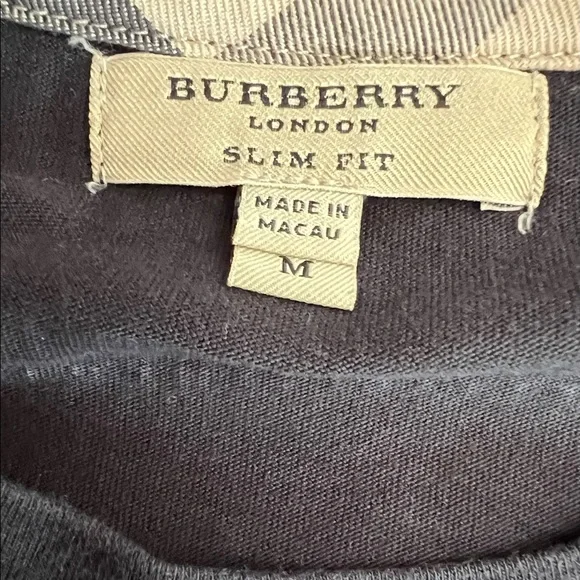 BURBERRY
LONDON
SLIM FIT
MADE IN
MACAU
M